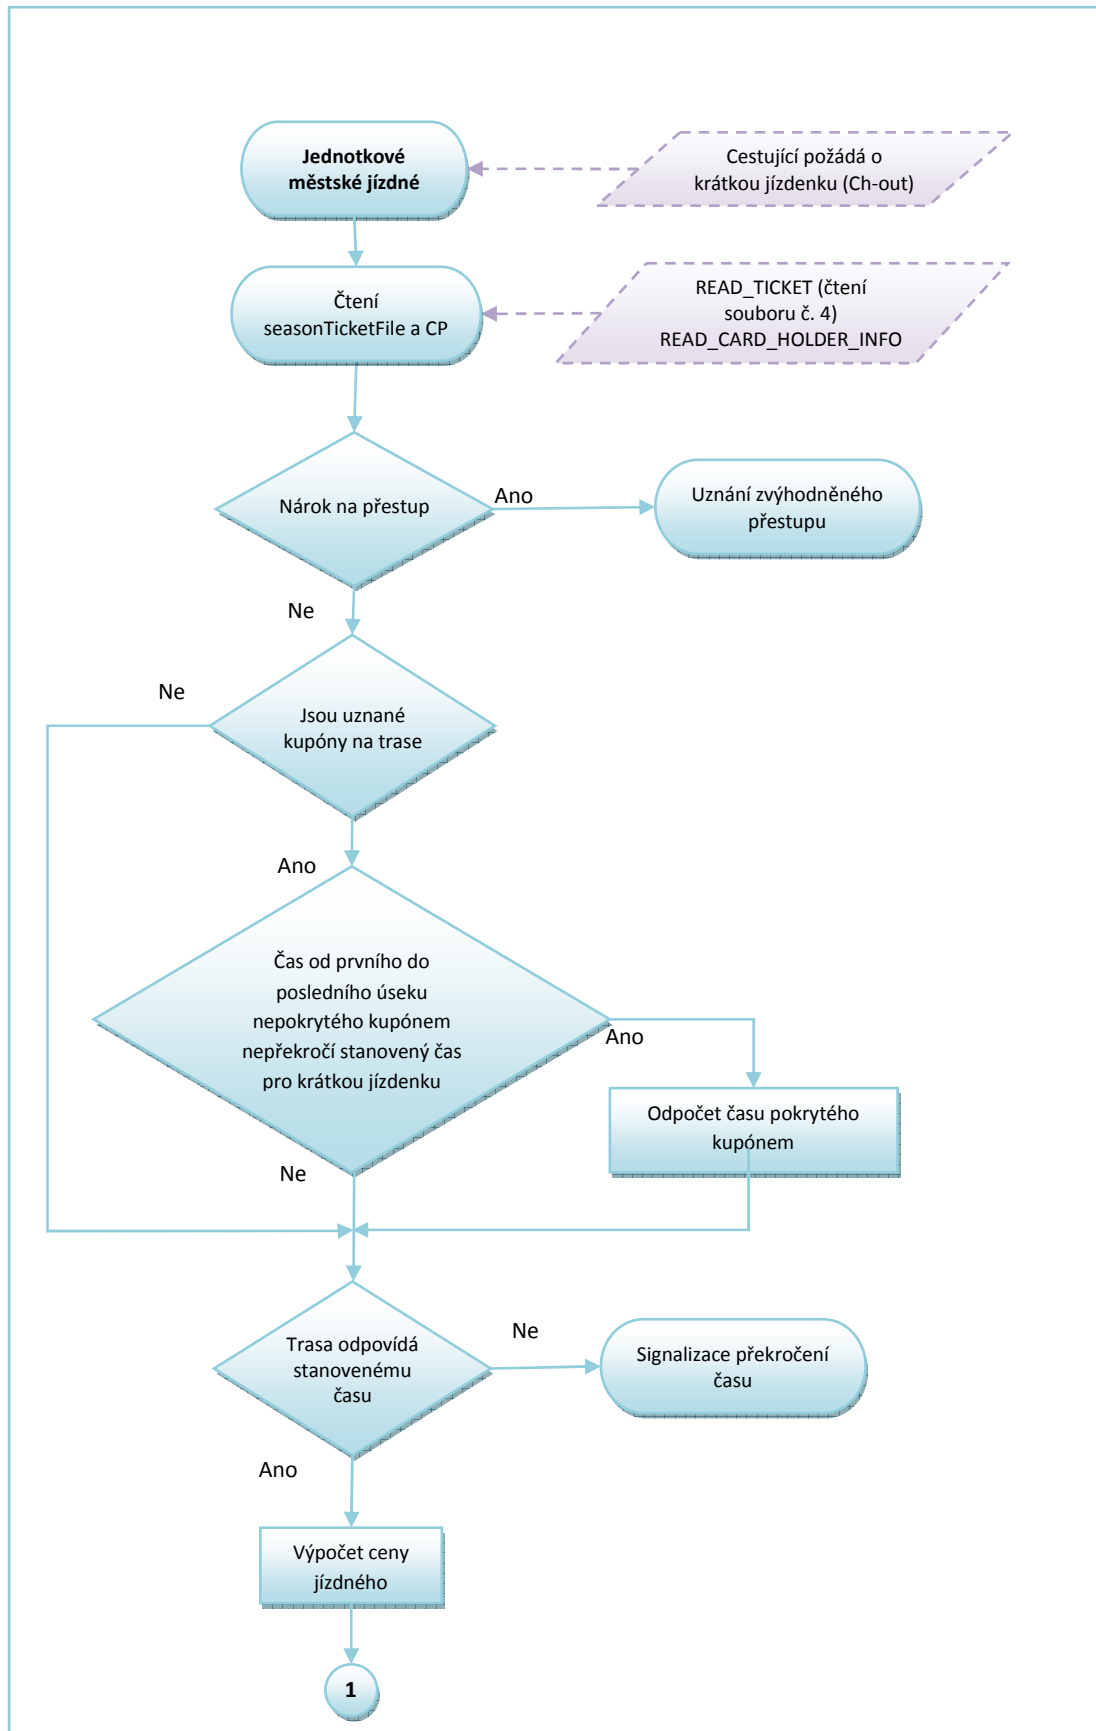 Jednotkové
městské jízdné
Cestující požádá o
krátkou jízdenku (Ch-out)
Čtení
seasonTicketFile a CP
READ_TICKET (čtení
souboru č. 4)
READ_CARD_HOLDER_INFO
Nárok na přestup
Ano
Uznání zvýhodněného
přestupu
Ne
Ne
Jsou uznané
kupóny na trase
Ano
Čas od prvního do
posledního úseku
nepokrytého kupónem
nepřekročí stanovený čas
pro krátkou jízdenku
Ano
Odpočet času pokrytého
kupónem
Ne
Trasa odpovídá
stanovenému
času
Ne
Signalizace překročení
času
Ano
Výpočet ceny
jízdného
1